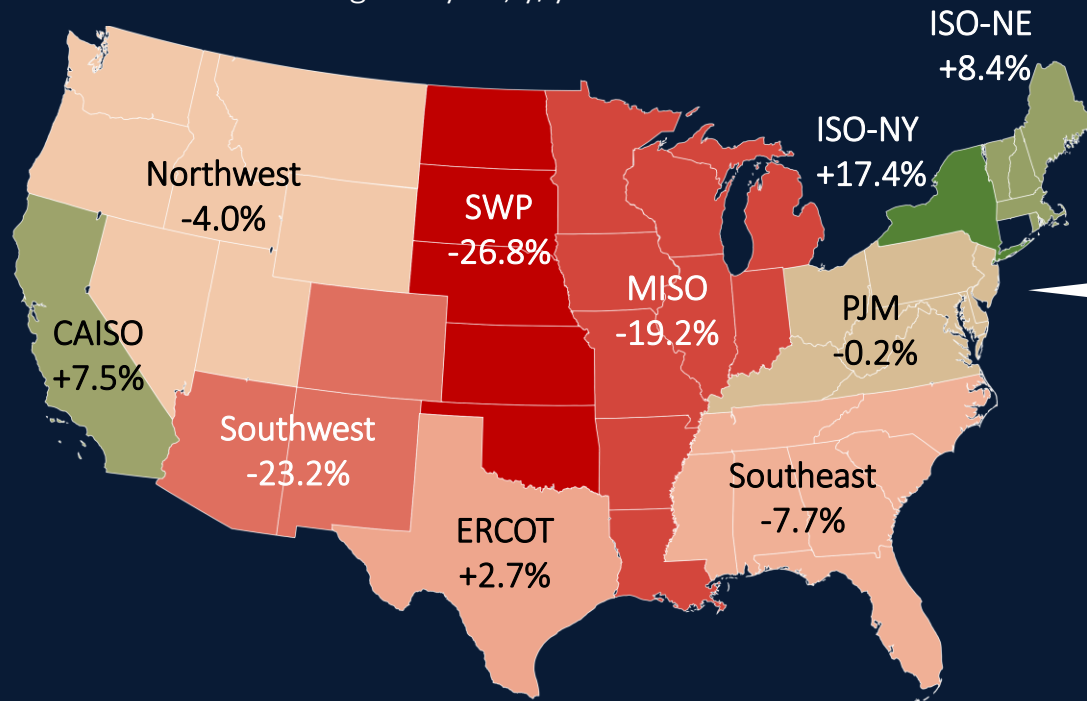 ISO-NE
+8.4%
ISO-NY
+17.4%
Northwest
-4.0%
SWP
-26.8%
MISO
-19.2%
PJM
-0.2%
CAISO
+7.5%
Southwest
-23.2%
Southeast
-7.7%
ERCOT
+2.7%